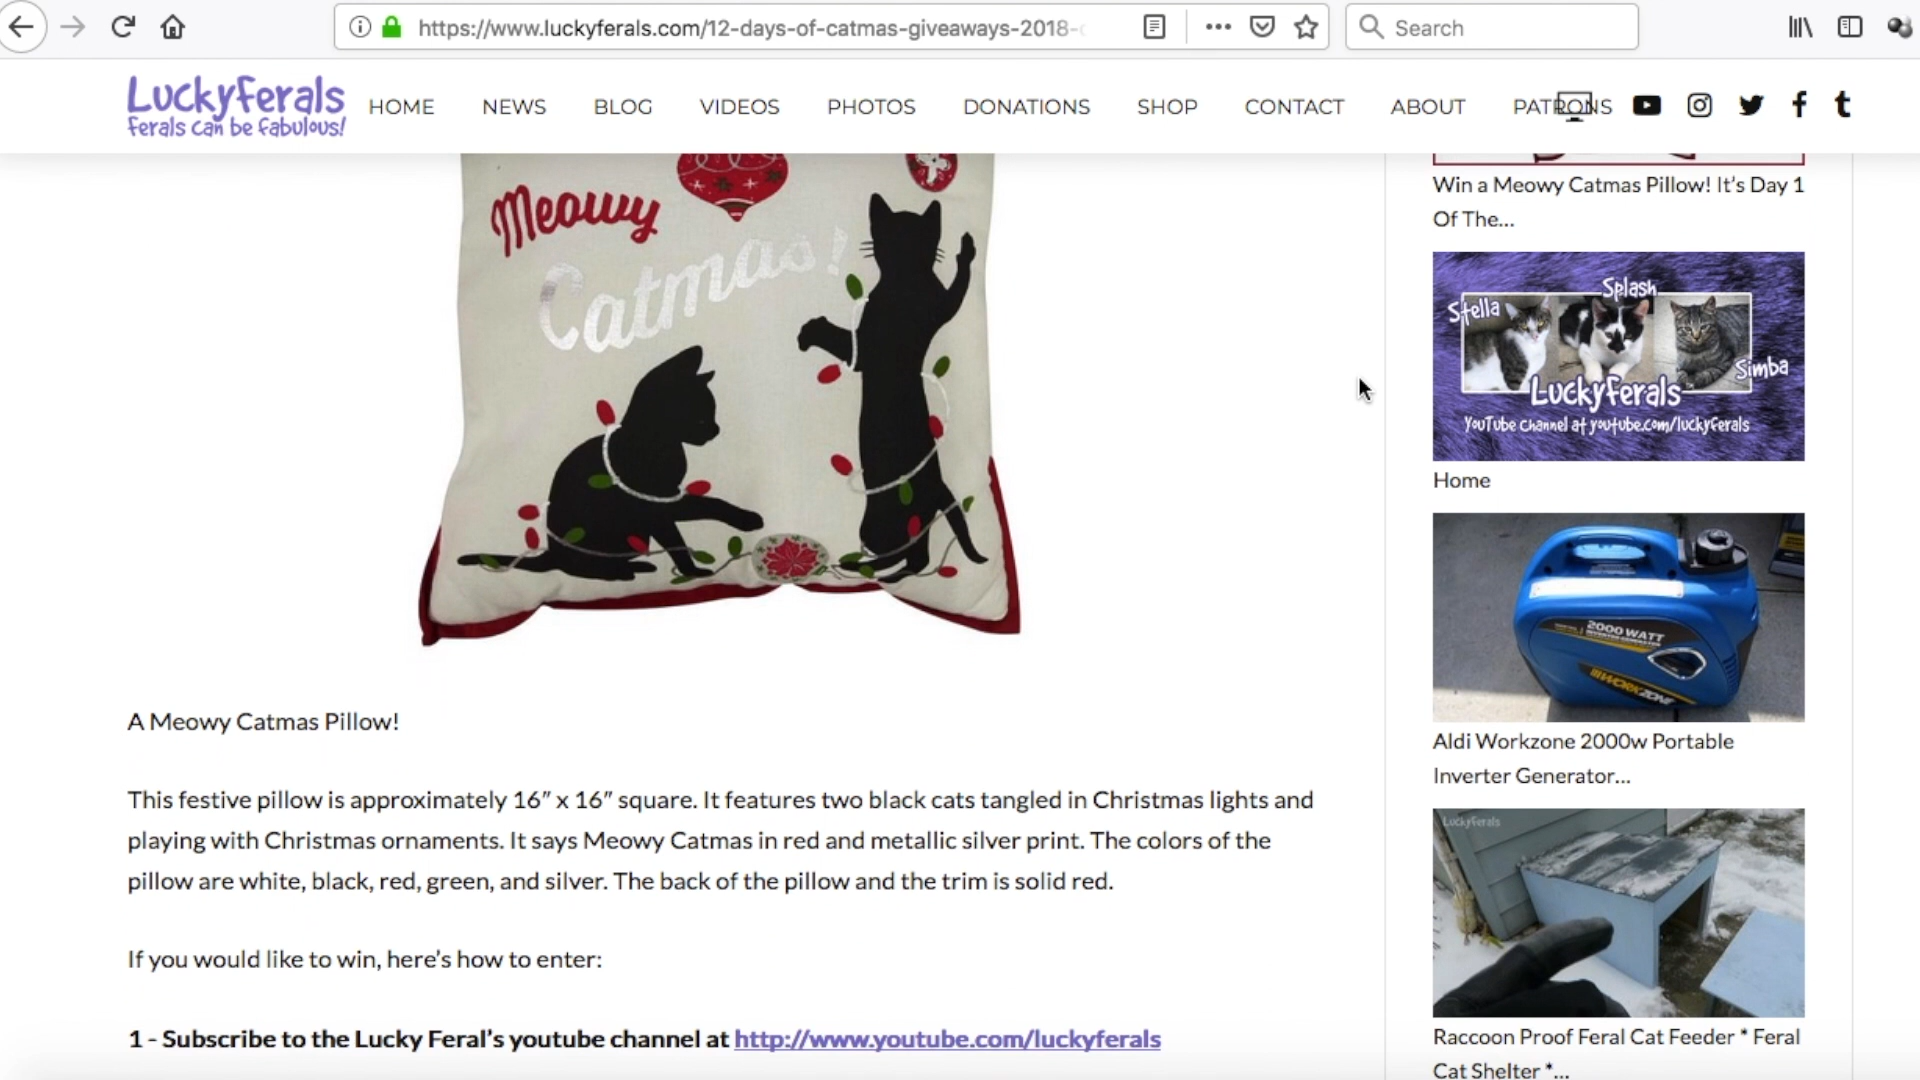 https://www.luckyferals.com/12-days-of-catmas-giveaways-2018-
Search
LuckyFerals
Ferals can be Fabulous!
HOME NEWS BLOG VIDEOS PHOTOS DONATIONS SHOP CONTACT ABOUT PATRONS
Meowy
Catmas!
A Meowy Catmas Pillow!
This festive pillow is approximately 16″ x 16″ square. It features two black cats tangled in Christmas lights and
playing with Christmas ornaments. It says Meowy Catmas in red and metallic silver print. The colors of the
pillow are white, black, red, green, and silver. The back of the pillow and the trim is solid red.
If you would like to win, here’s how to enter:
1 - Subscribe to the Lucky Feral’s youtube channel at http://www.youtube.com/luckyferals
Win a Meowy Catmas Pillow! It’s Day 1
Of The...
Stella
Splash
Simba
LuckyFerals
YouTube Channel at youtube.com/luckyferals
Home
2000 WATT
INVERTER GENERATOR
WORKZONE
Aldi Workzone 2000w Portable
Inverter Generator...
LuckyFerals
Raccoon Proof Feral Cat Feeder * Feral
Cat Shelter *...